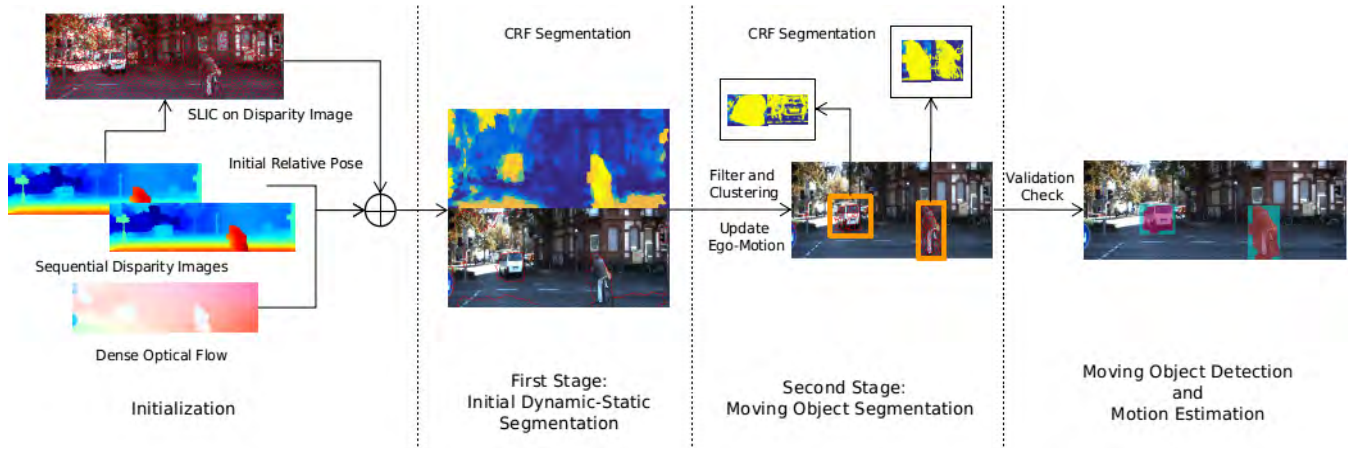 SLIC on Disparity Image
Initial Relative Pose
Sequential Disparity Images
Dense Optical Flow
Initialization
CRF Segmentation
First Stage:
Initial Dynamic-Static
Segmentation
CRF Segmentation
Filter and
Clustering
Update
Ego-Motion
Second Stage:
Moving Object Segmentation
Validation
Check
Moving Object Detection
and
Motion Estimation